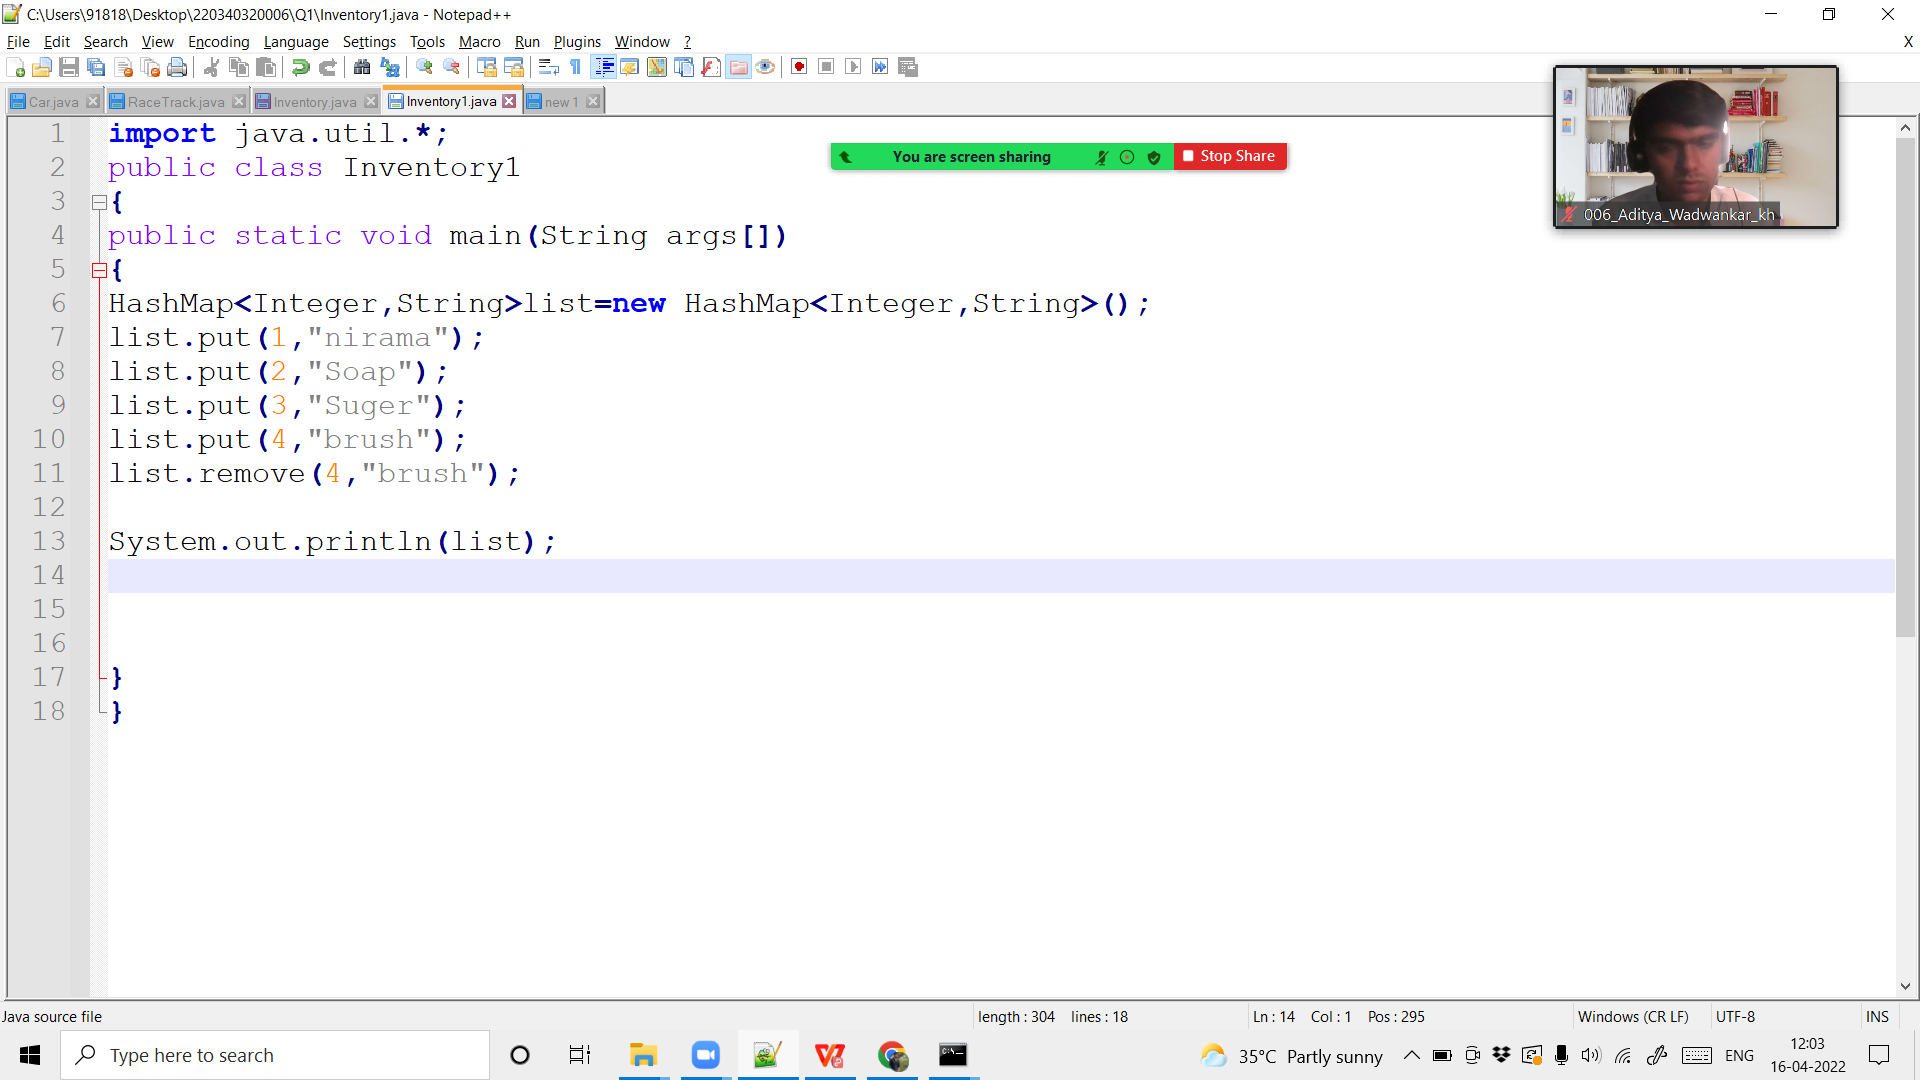 C:\Users\91818\Desktop\220340320006\Q1\Inventory1.java - Notepad++
File Edit Search View Encoding Language Settings Tools Macro Run Plugins Window ? X
Car.java RaceTrack.java Inventory.java Inventory1.java new 1
You are screen sharing Stop Share
006_Aditya_Wadwankar_kh
1 import java.util.*;
2 public class Inventory1
3 {
4 public static void main(String args[])
5 {
6 HashMap<Integer,String>list=new HashMap<Integer,String>();
7 list.put(1,"nirama");
8 list.put(2,"Soap");
9 list.put(3,"Suger");
10 list.put(4,"brush");
11 list.remove(4,"brush");
12
13 System.out.println(list);
14
15
16
17 }
18 }
Java source file length : 304 lines : 18 Ln : 14 Col : 1 Pos : 295 Windows (CR LF) UTF-8 INS
Type here to search 35°C Partly sunny ENG 12:03
16-04-2022